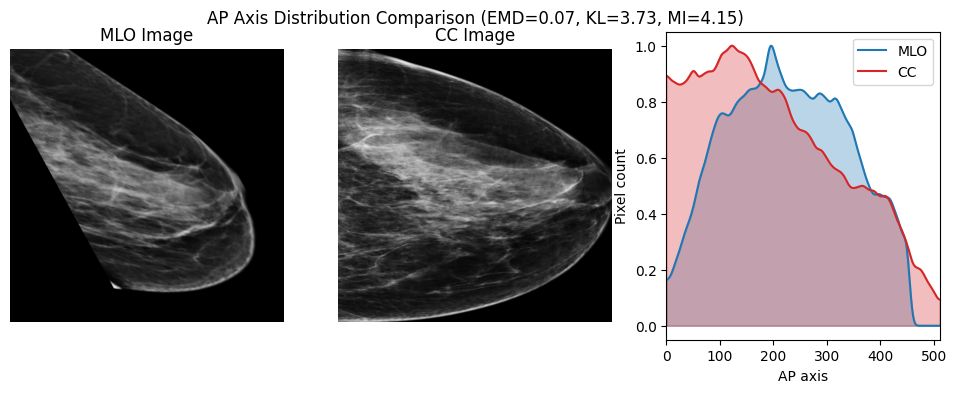 AP Axis Distribution Comparison (EMD=0.07, KL=3.73, MI=4.15)
MLO Image
CC Image
MLO
CC
Pixel count
1.0
0.8
0.6
0.4
0.2
0.0
0 100 200 300 400 500
AP axis